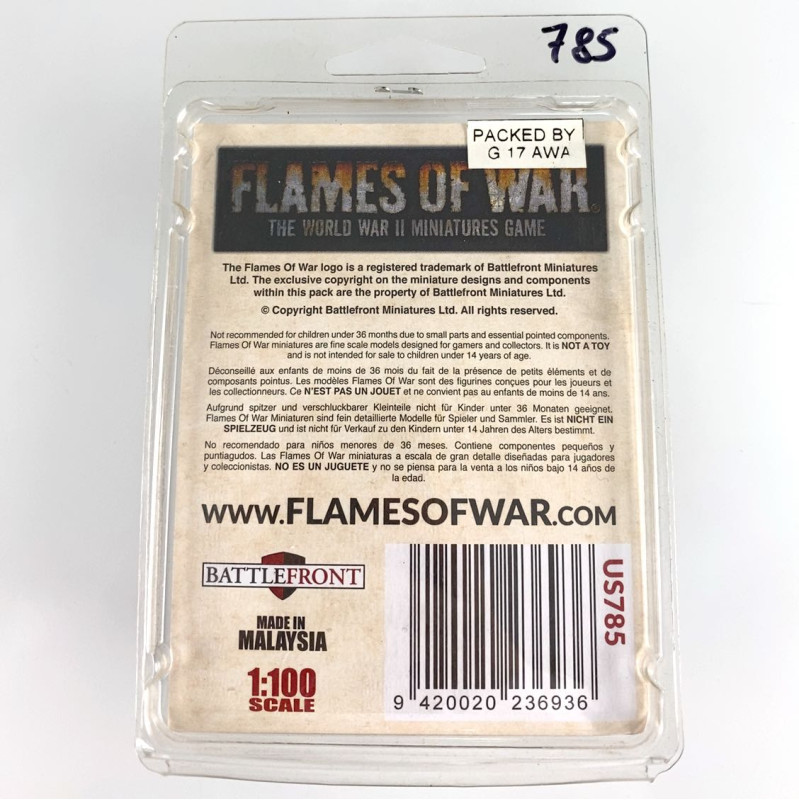 785
PACKED BY
G 17 AWA
FLAMES OF WAR®
THE WORLD WAR II MINIATURES GAME
The Flames Of War logo is a registered trademark of Battlefront Miniatures
Ltd. The exclusive copyright on the miniature designs and components
within this pack are the property of Battlefront Miniatures Ltd.
© Copyright Battlefront Miniatures Ltd. All rights reserved.
Not recommended for children under 36 months due to small parts and essential pointed components.
Flames Of War miniatures are fine scale models designed for gamers and collectors. It is NOT A TOY
and is not intended for sale to children under 14 years of age.
Déconseillé aux enfants de moins de 36 mois du fait de la présence de petits éléments et de
composants pointus. Les modèles Flames Of War sont des figurines conçues pour les joueurs et
les collectionneurs. Ce N'EST PAS UN JOUET et ne convient pas au enfants de moins de 14 ans.
Aufgrund spitzer und verschluckbarer Kleinteile nicht für Kinder unter 36 Monaten geeignet.
Flames Of War Miniaturen sind fein detaillierte Modelle für Spieler und Sammler. Es ist NICHT EIN
SPIELZEUG und ist nicht für Verkauf zu den Kindern unter 14 Jahren des Alters bestimmt.
No recomendado para niños menores de 36 meses. Contiene componentes pequeños y
puntiagudos. Las Flames Of War miniaturas a escala de gran detalle diseñadas para jugadores
y coleccionistas. NO ES UN JUGUETE y no se piensa para la venta a los niños bajo 14 años de
la edad.
WWW.FLAMESOFWAR.COM
BATTLEFRONT
MADE IN
MALAYSIA
1:100
SCALE
US785
9 420020 236936